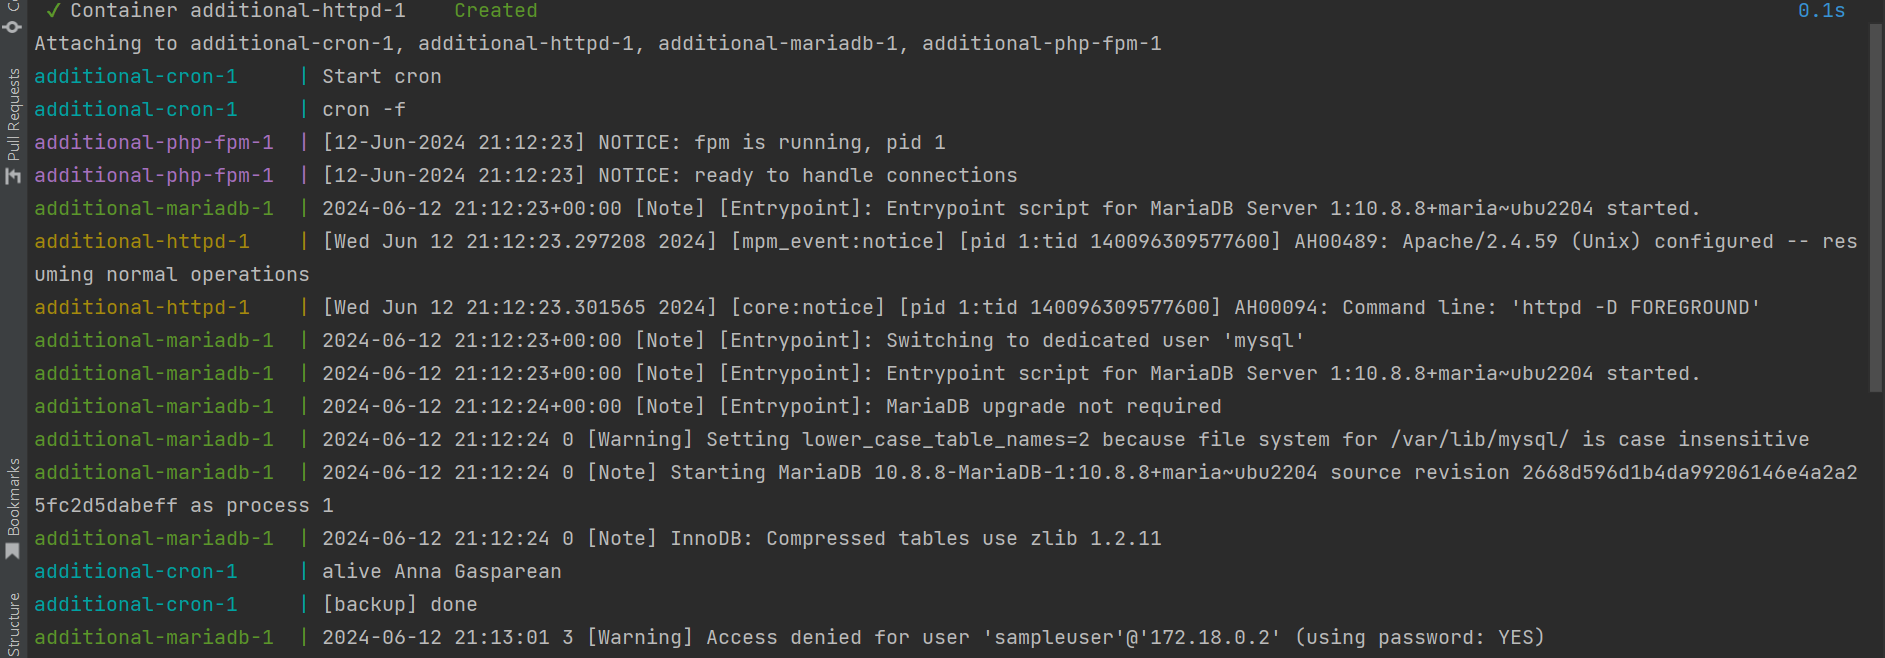 ✓ Container additional-httpd-1    Created    0.1s
Attaching to additional-cron-1, additional-httpd-1, additional-mariadb-1, additional-php-fpm-1
additional-cron-1     | Start cron
additional-cron-1     | cron -f
additional-php-fpm-1  | [12-Jun-2024 21:12:23] NOTICE: fpm is running, pid 1
additional-php-fpm-1  | [12-Jun-2024 21:12:23] NOTICE: ready to handle connections
additional-mariadb-1  | 2024-06-12 21:12:23+00:00 [Note] [Entrypoint]: Entrypoint script for MariaDB Server 1:10.8.8+maria~ubu2204 started.
additional-httpd-1    | [Wed Jun 12 21:12:23.297208 2024] [mpm_event:notice] [pid 1:tid 140096309577600] AH00489: Apache/2.4.59 (Unix) configured -- res
uming normal operations
additional-httpd-1    | [Wed Jun 12 21:12:23.301565 2024] [core:notice] [pid 1:tid 140096309577600] AH00094: Command line: 'httpd -D FOREGROUND'
additional-mariadb-1  | 2024-06-12 21:12:23+00:00 [Note] [Entrypoint]: Switching to dedicated user 'mysql'
additional-mariadb-1  | 2024-06-12 21:12:23+00:00 [Note] [Entrypoint]: Entrypoint script for MariaDB Server 1:10.8.8+maria~ubu2204 started.
additional-mariadb-1  | 2024-06-12 21:12:24+00:00 [Note] [Entrypoint]: MariaDB upgrade not required
additional-mariadb-1  | 2024-06-12 21:12:24 0 [Warning] Setting lower_case_table_names=2 because file system for /var/lib/mysql/ is case insensitive
additional-mariadb-1  | 2024-06-12 21:12:24 0 [Note] Starting MariaDB 10.8.8-MariaDB-1:10.8.8+maria~ubu2204 source revision 2668d596d1b4da99206146e4a2a2
5fc2d5dabeff as process 1
additional-mariadb-1  | 2024-06-12 21:12:24 0 [Note] InnoDB: Compressed tables use zlib 1.2.11
additional-cron-1     | alive Anna Gasparean
additional-cron-1     | [backup] done
additional-mariadb-1  | 2024-06-12 21:13:01 3 [Warning] Access denied for user 'sampleuser'@'172.18.0.2' (using password: YES)
Pull Requests
Bookmarks
Structure